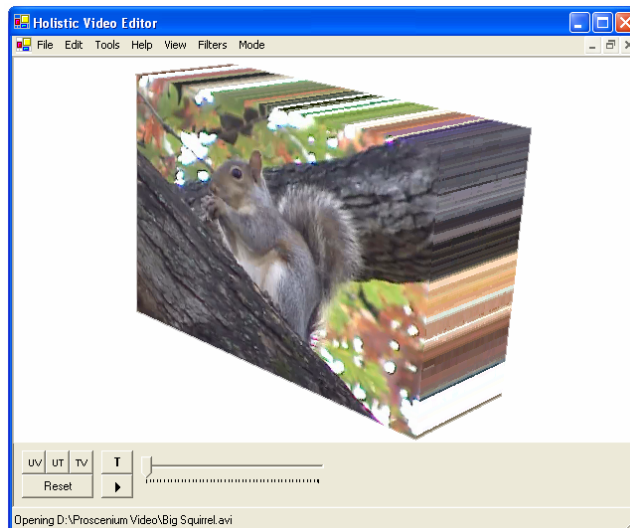 Holistic Video Editor
File Edit Tools Help View Filters Mode
UV UT TV T
Reset
Opening D:\Proscenium Video\Big Squirrel.avi